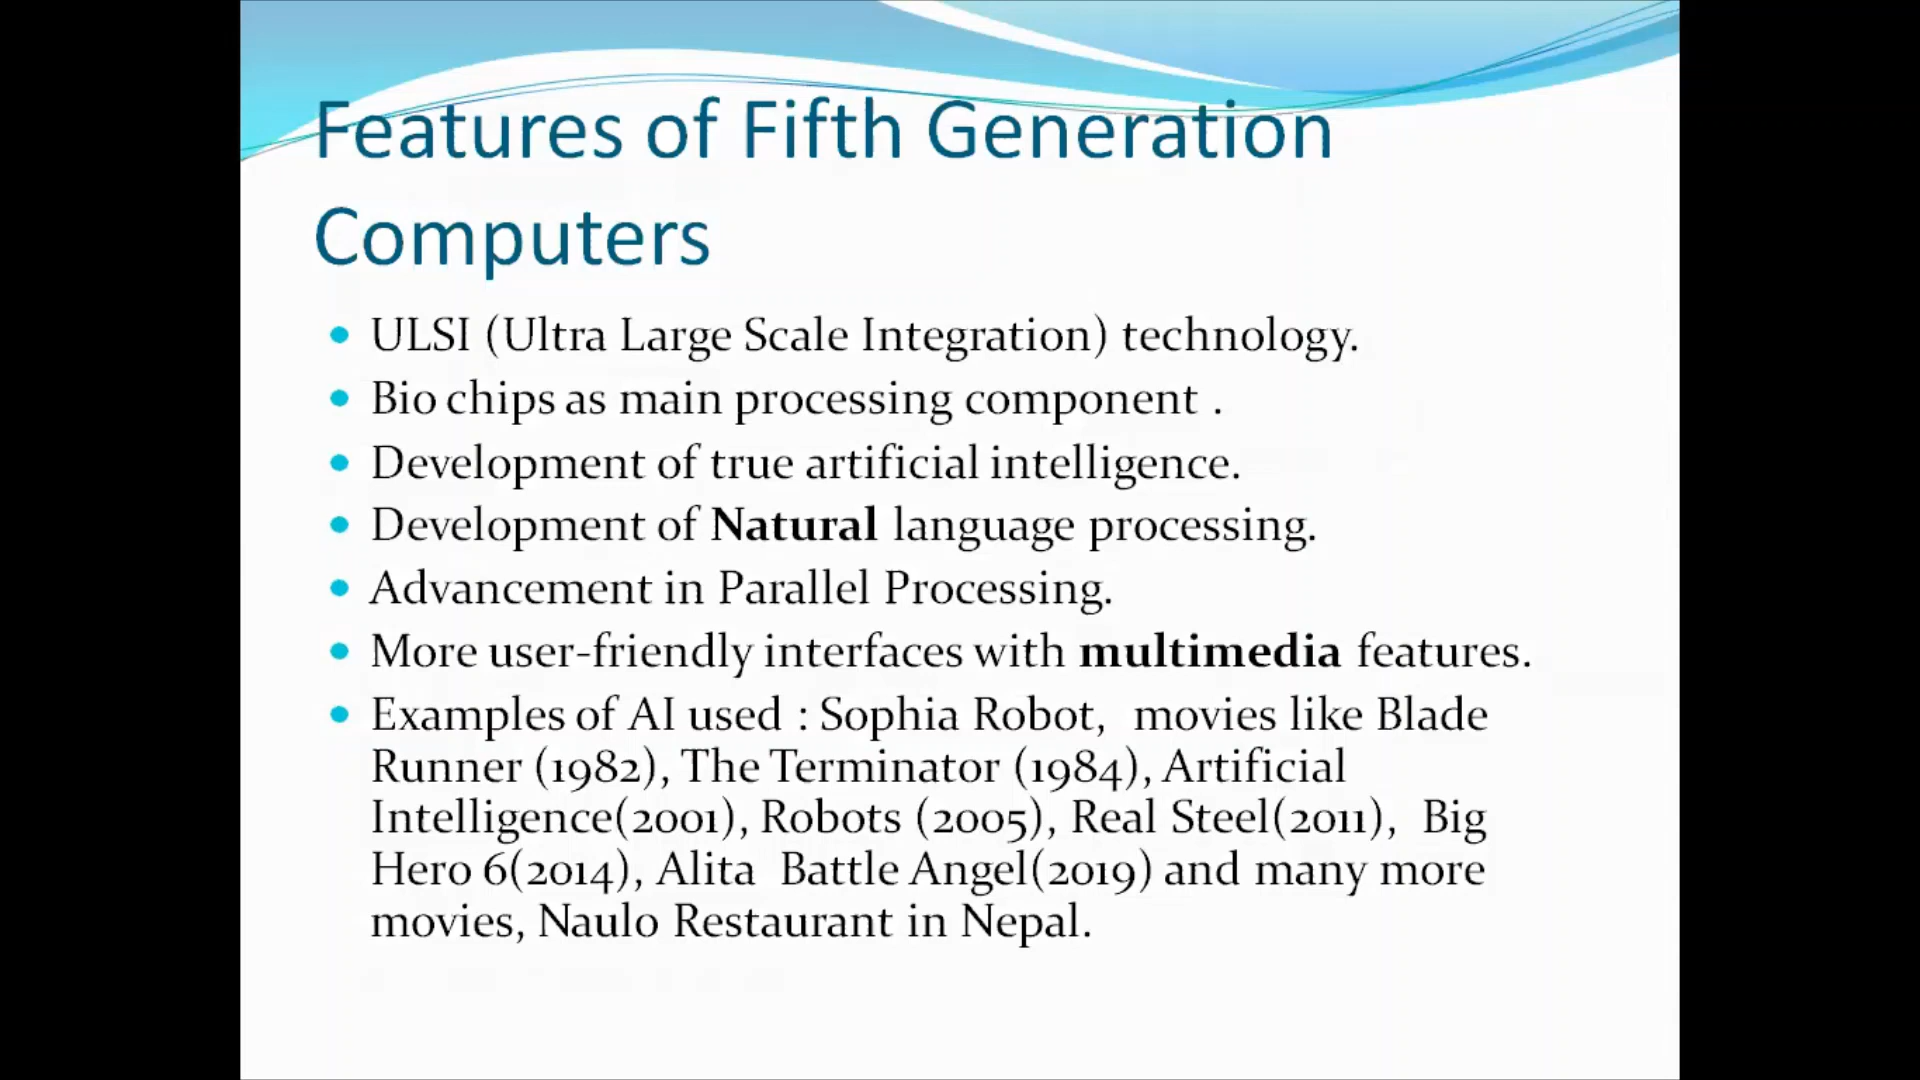 Features of Fifth Generation
Computers
• ULSI (Ultra Large Scale Integration) technology.
• Bio chips as main processing component .
• Development of true artificial intelligence.
• Development of Natural language processing.
• Advancement in Parallel Processing.
• More user-friendly interfaces with multimedia features.
• Examples of AI used : Sophia Robot,  movies like Blade
Runner (1982), The Terminator (1984), Artificial
Intelligence(2001), Robots (2005), Real Steel(2011),  Big
Hero 6(2014), Alita  Battle Angel(2019) and many more
movies, Naulo Restaurant in Nepal.